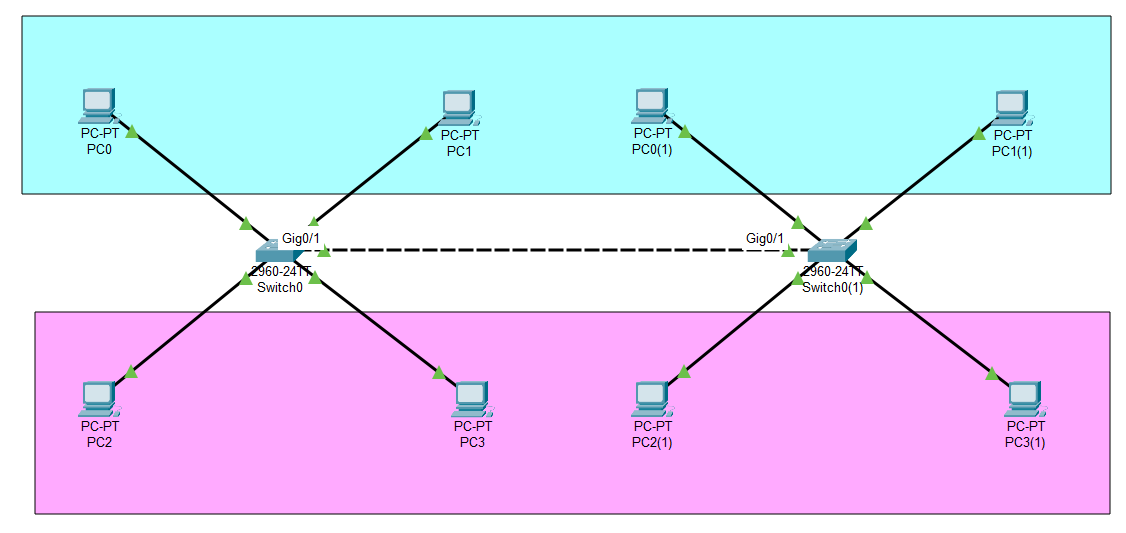 PC-PT
PC0
PC-PT
PC1
PC-PT
PC0(1)
PC-PT
PC1(1)
Gig0/1
Gig0/1
2960-24TT
Switch0
2960-24TT
Switch0(1)
PC-PT
PC2
PC-PT
PC3
PC-PT
PC2(1)
PC-PT
PC3(1)